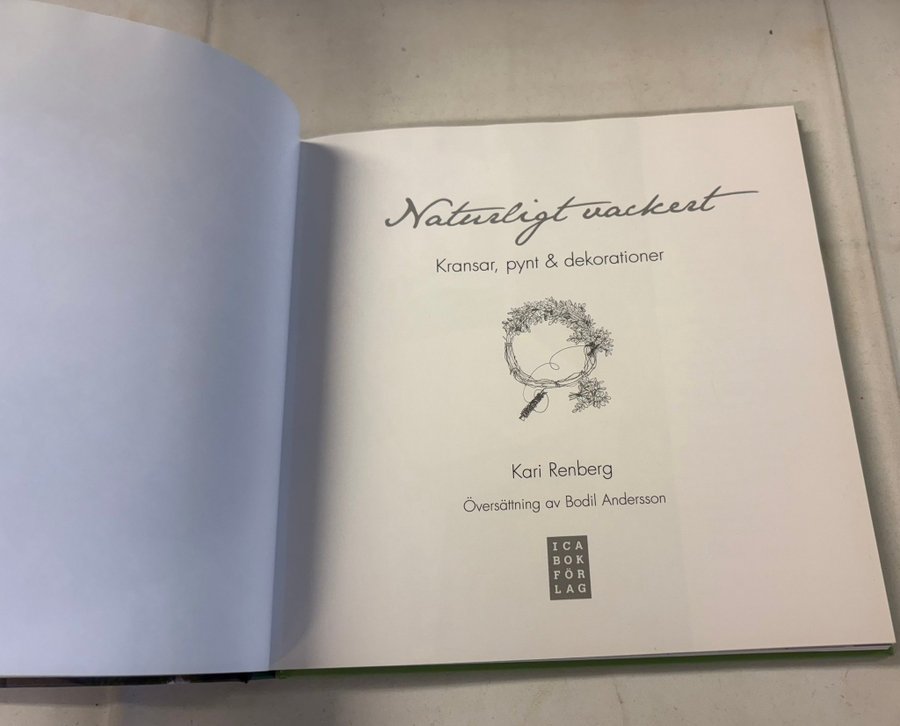 Naturligt vackert
Kransar, pynt & dekorationer
Kari Renberg
Översättning av Bodil Andersson
ICA
BOK
FÖR
LAG